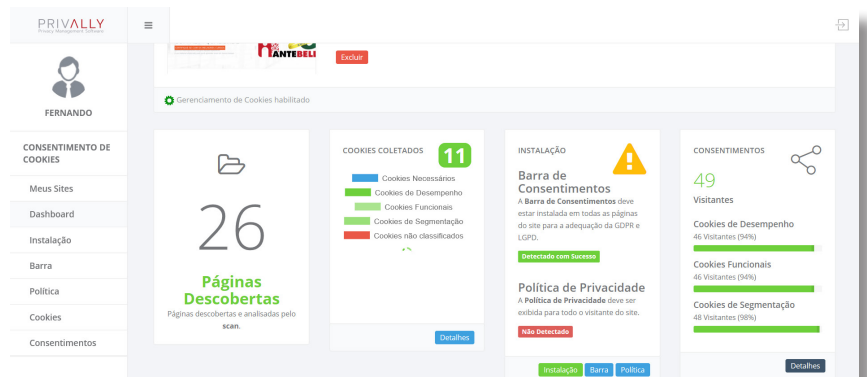 PRIVALLY
Privacy Management Software
FERNANDO
CONSENTIMENTO DE
COOKIES
Meus Sites
Dashboard
Instalação
Barra
Política
Cookies
Consentimentos
ANTEBELI
Excluir
Gerenciamento de Cookies habilitado
26
Páginas
Descobertas
Páginas descobertas e analisadas pelo
scan.
COOKIES COLETADOS
11
Cookies Necessários
Cookies de Desempenho
Cookies Funcionais
Cookies de Segmentação
Cookies não classificados
Detalhes
INSTALAÇÃO
Barra de
Consentimentos
A Barra de Consentimentos deve
estar instalada em todas as páginas
do site para a adequação da GDPR e
LGPD.
Detectado com Sucesso
Política de Privacidade
A Política de Privacidade deve ser
exibida para todo o visitante do site.
Não Detectado
Instalação Barra Política
CONSENTIMENTOS
49
Visitantes
Cookies de Desempenho
46 Visitantes (94%)
Cookies Funcionais
46 Visitantes (94%)
Cookies de Segmentação
48 Visitantes (98%)
Detalhes